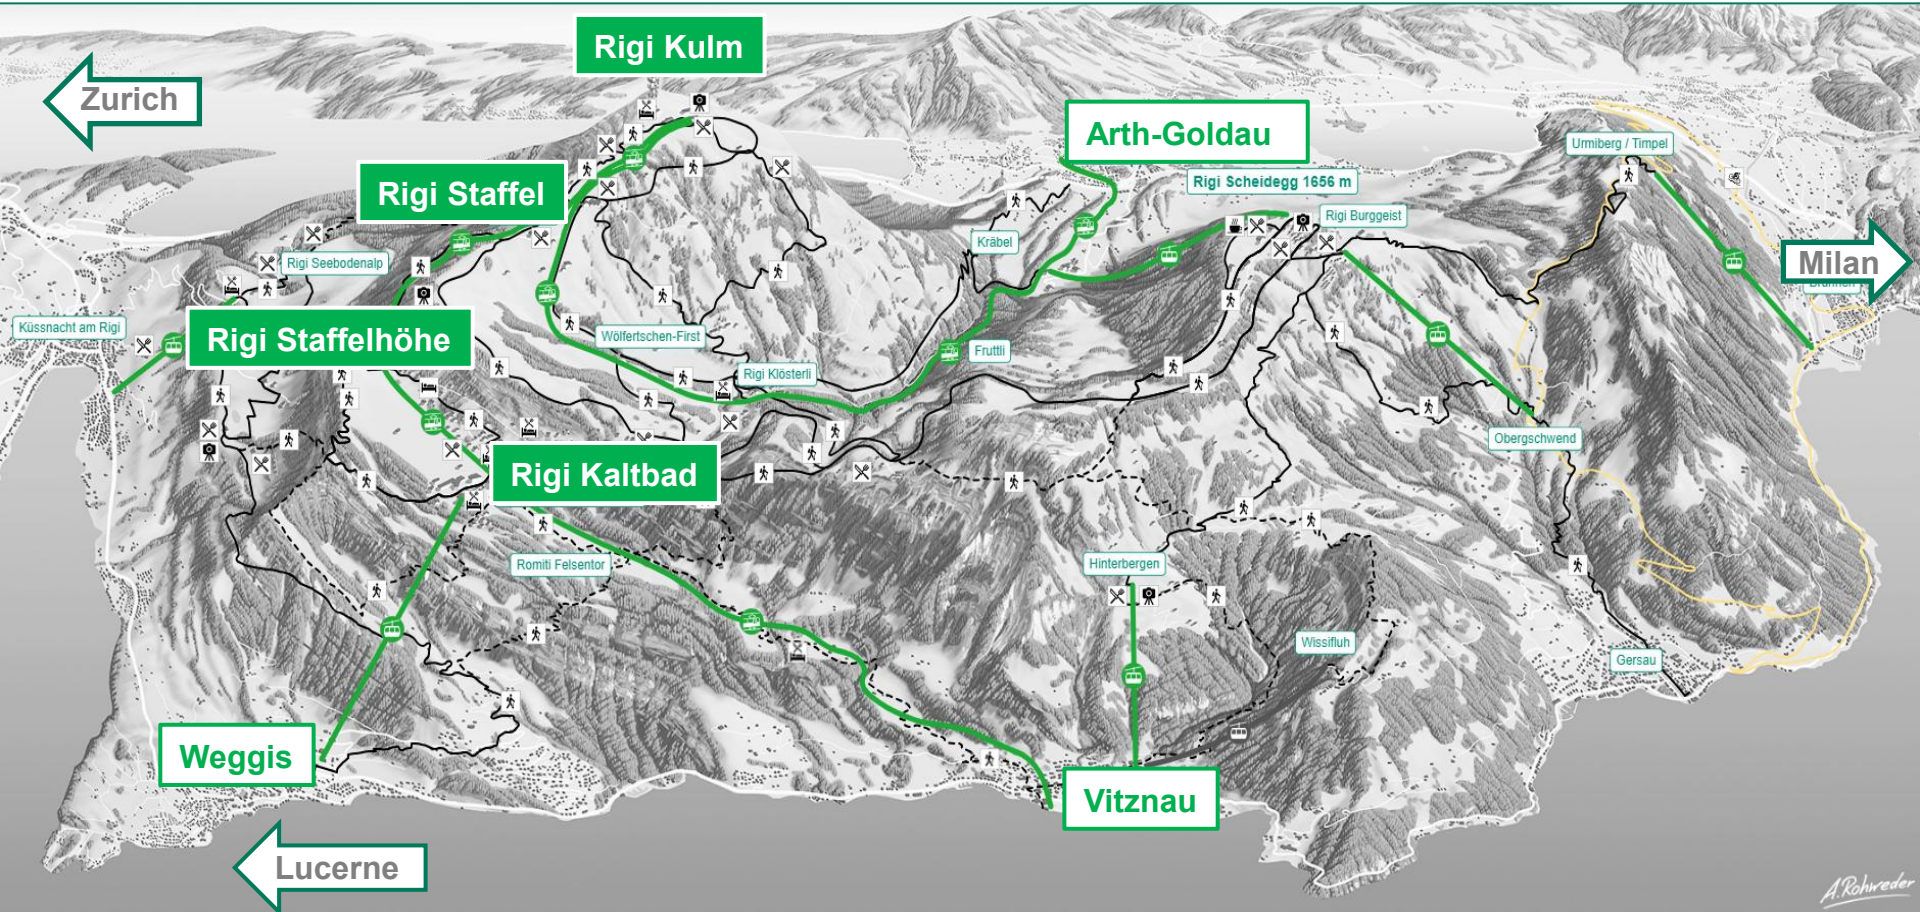 Rigi Kulm
Zurich
Arth-Goldau
Urmiberg / Timpel
Rigi Staffel
Rigi Scheidegg 1656 m
Rigi Burggeist
Kräbel
Rigi Seebodenalp
Milan
Brunnen
Küssnacht am Rigi
Rigi Staffelhöhe
Wölfertschen-First
Fruttli
Rigi Klösterli
Obergschwend
Rigi Kaltbad
Romiti Felsentor
Hinterbergen
Wissifluh
Gersau
Weggis
Vitznau
Lucerne
A.Rohweder